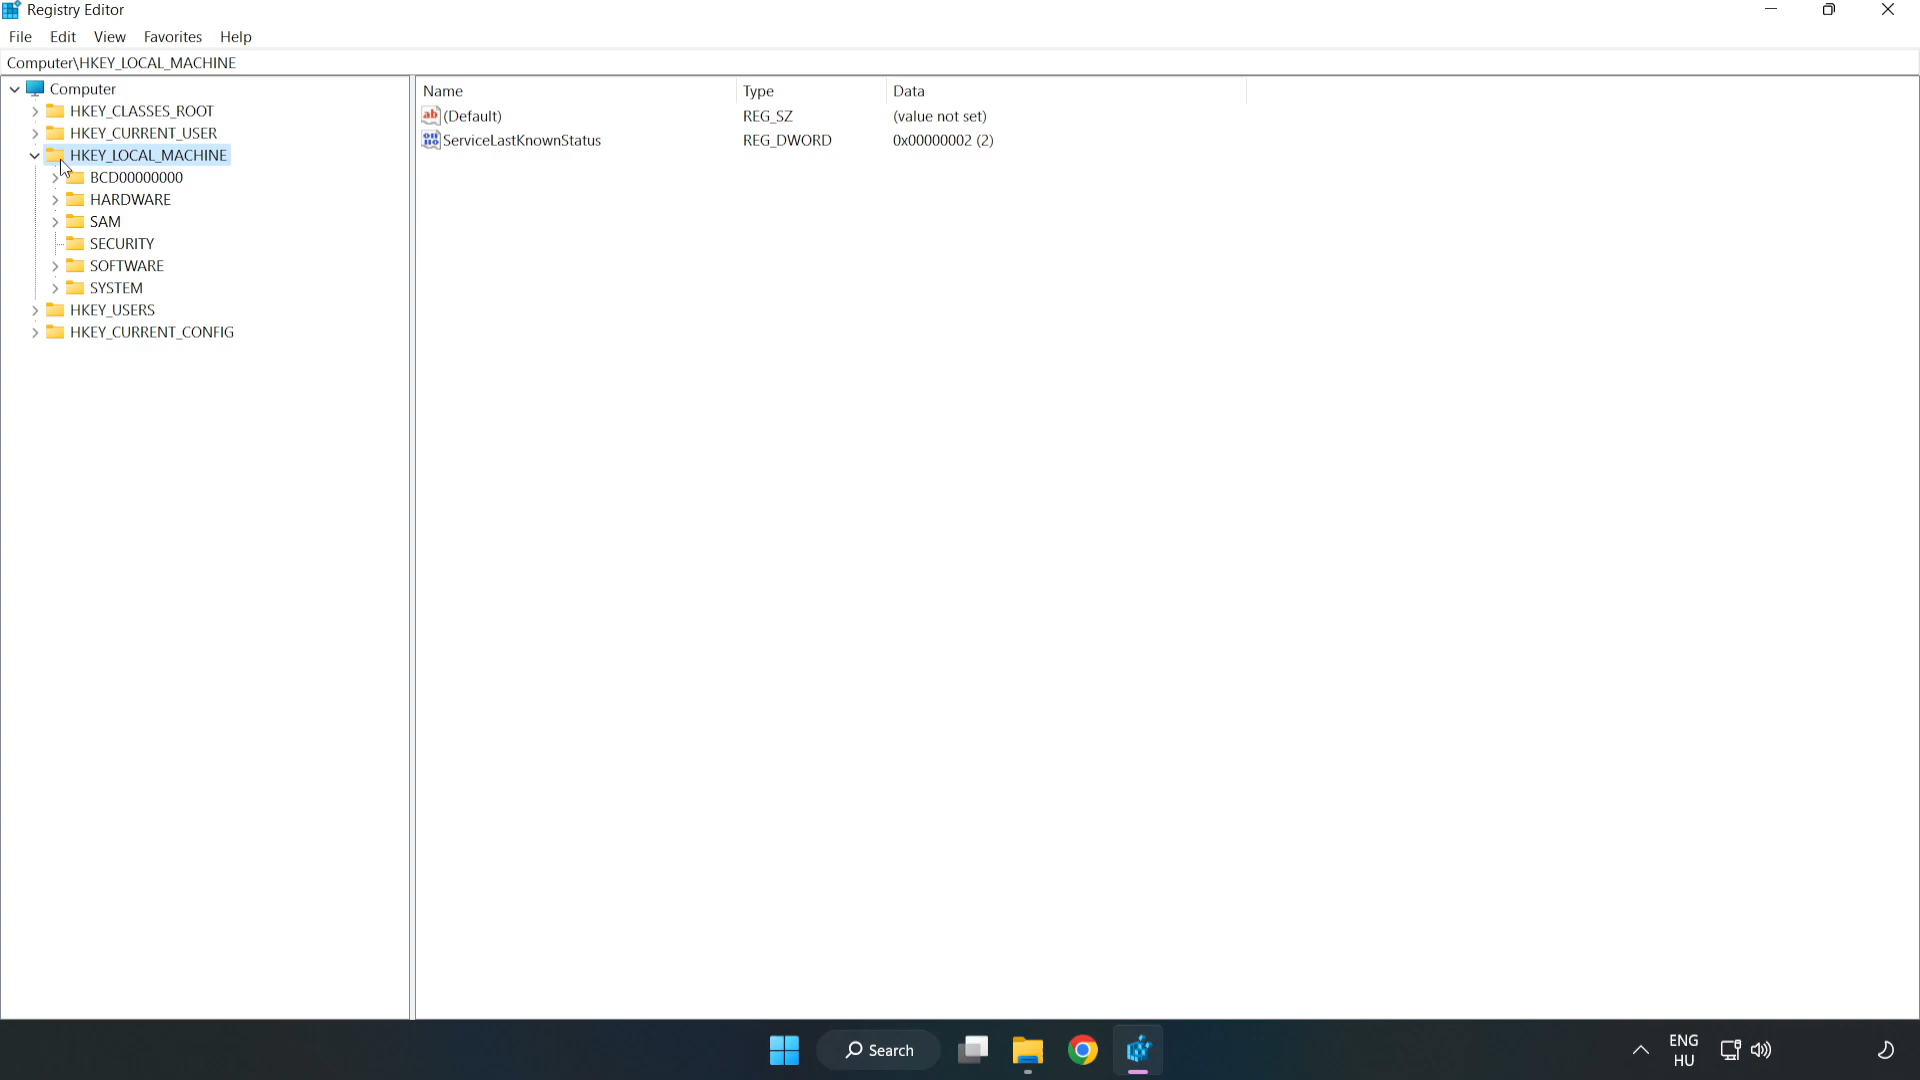 Registry Editor
File Edit View Favorites Help
Computer\HKEY_LOCAL_MACHINE
Computer
HKEY_CLASSES_ROOT
HKEY_CURRENT_USER
HKEY_LOCAL_MACHINE
BCD00000000
HARDWARE
SAM
SECURITY
SOFTWARE
SYSTEM
HKEY_USERS
HKEY_CURRENT_CONFIG
Name Type Data
ab (Default) REG_SZ (value not set)
ServiceLastKnownStatus REG_DWORD 0x00000002 (2)
Search
ENG
HU